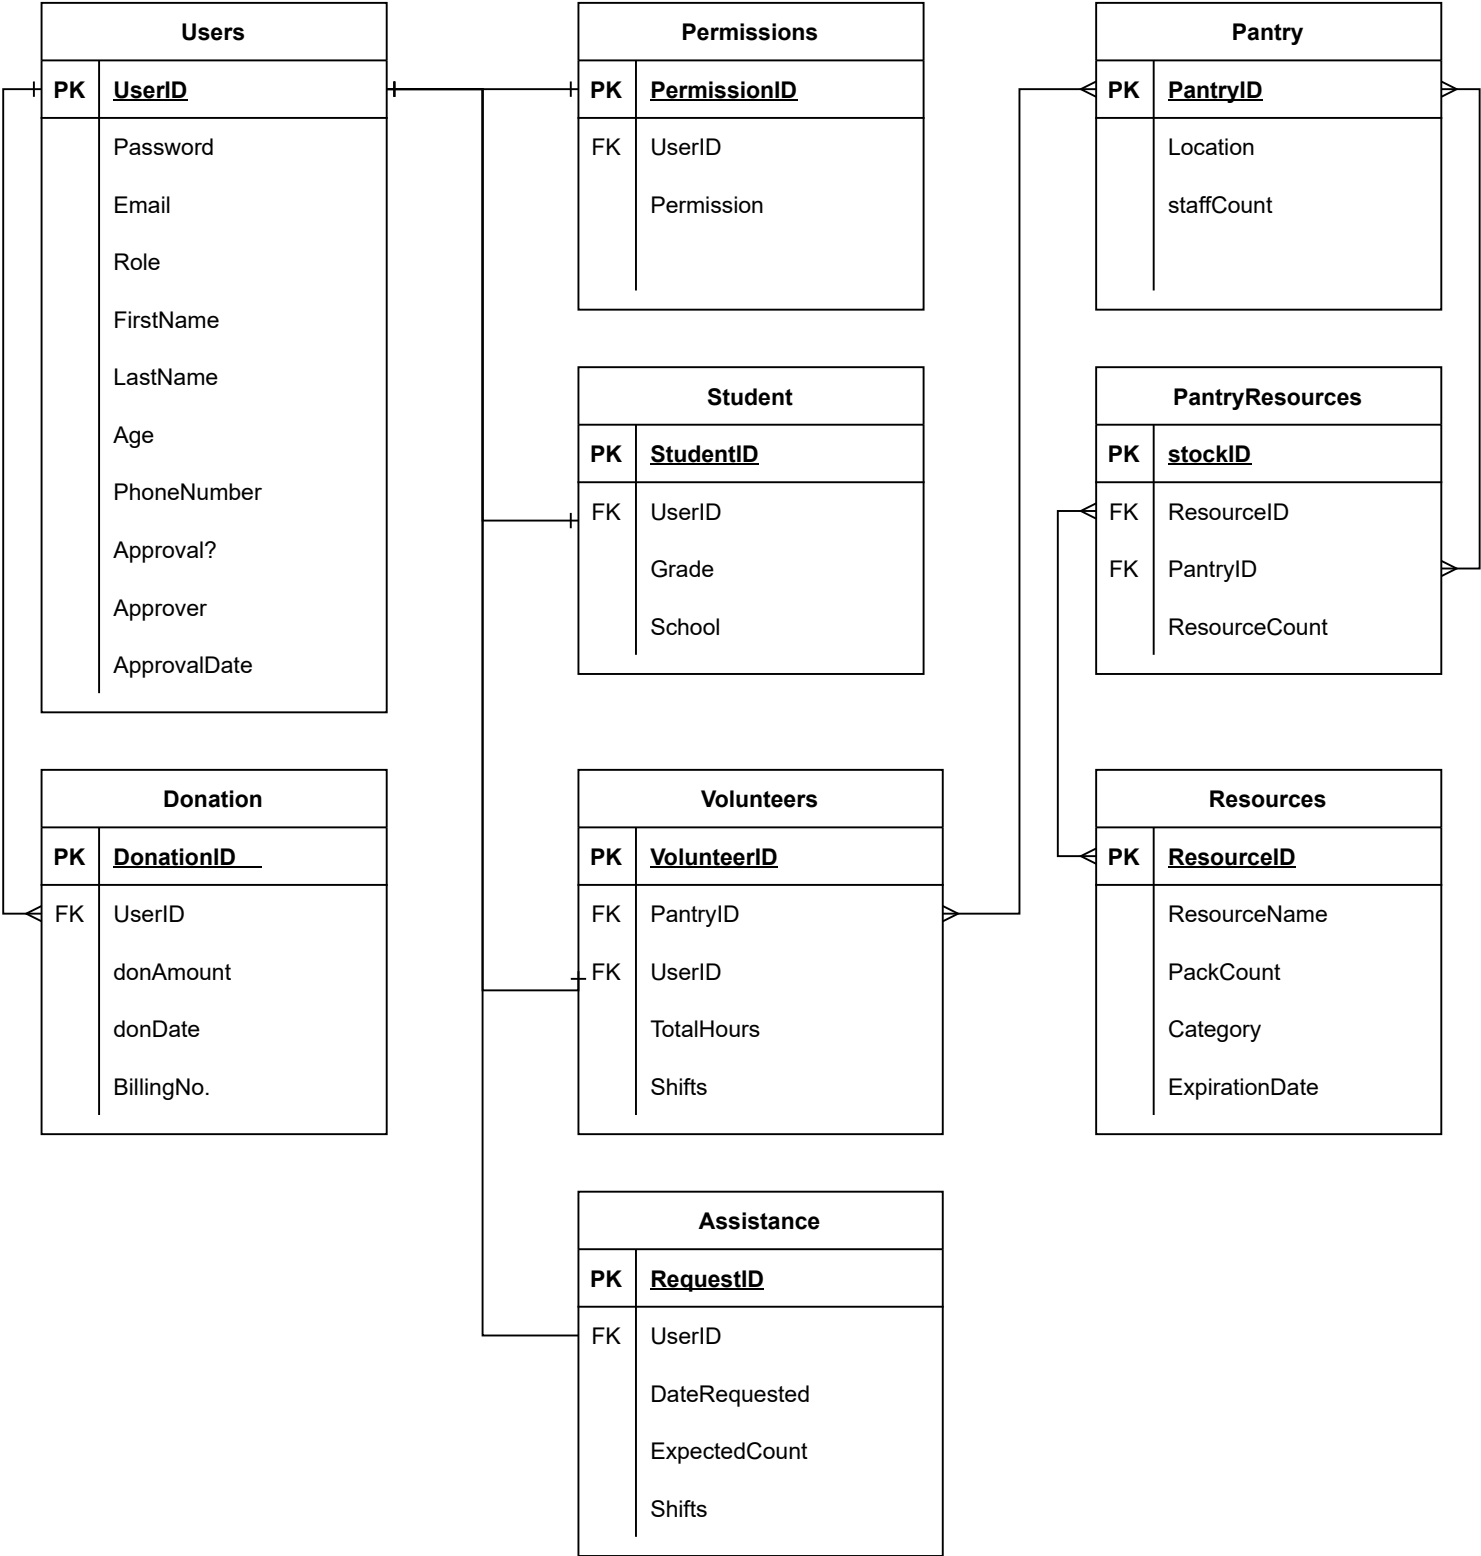 Users
PK UserID
Password
Email
Role
FirstName
LastName
Age
PhoneNumber
Approval?
Approver
ApprovalDate
Permissions
PK PermissionID
FK UserID
Permission
Pantry
PK PantryID
Location
staffCount
Student
PK StudentID
FK UserID
Grade
School
PantryResources
PK stockID
FK ResourceID
FK PantryID
ResourceCount
Donation
PK DonationID
FK UserID
donAmount
donDate
BillingNo.
Volunteers
PK VolunteerID
FK PantryID
FK UserID
TotalHours
Shifts
Resources
PK ResourceID
ResourceName
PackCount
Category
ExpirationDate
Assistance
PK RequestID
FK UserID
DateRequested
ExpectedCount
Shifts